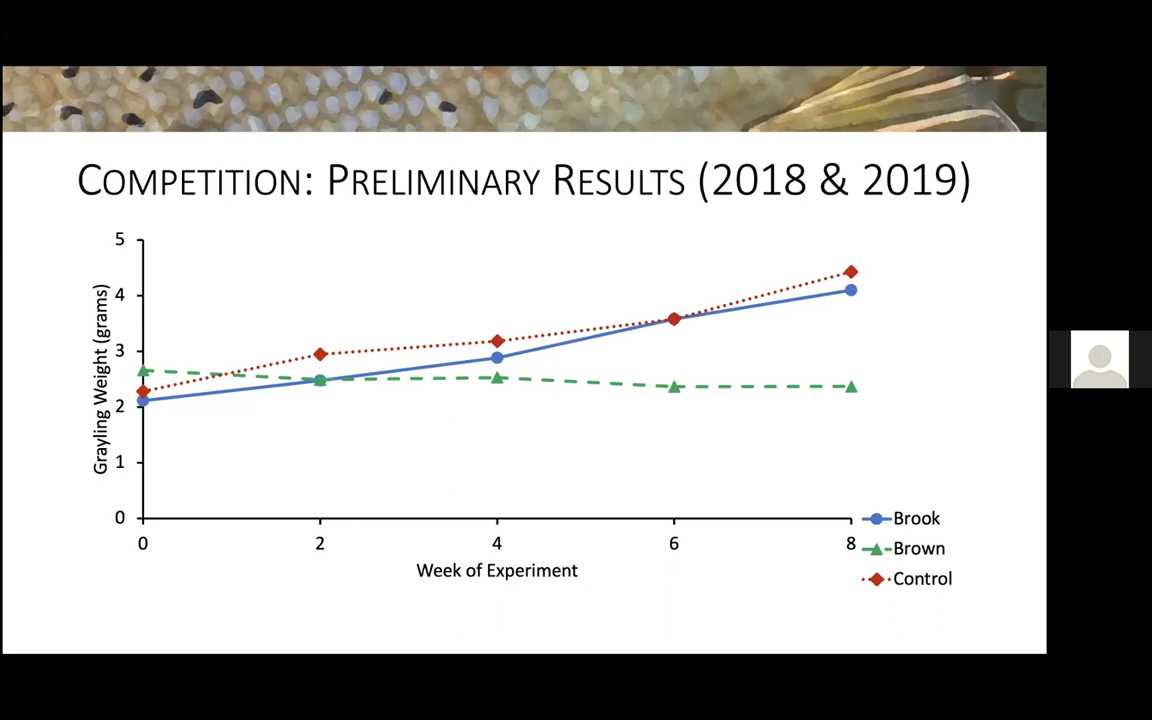 COMPETITION: PRELIMINARY RESULTS (2018 & 2019)
5
4
3
2
1
0
Grayling Weight (grams)
0 2 4 6 8
Week of Experiment
Brook
Brown
Control